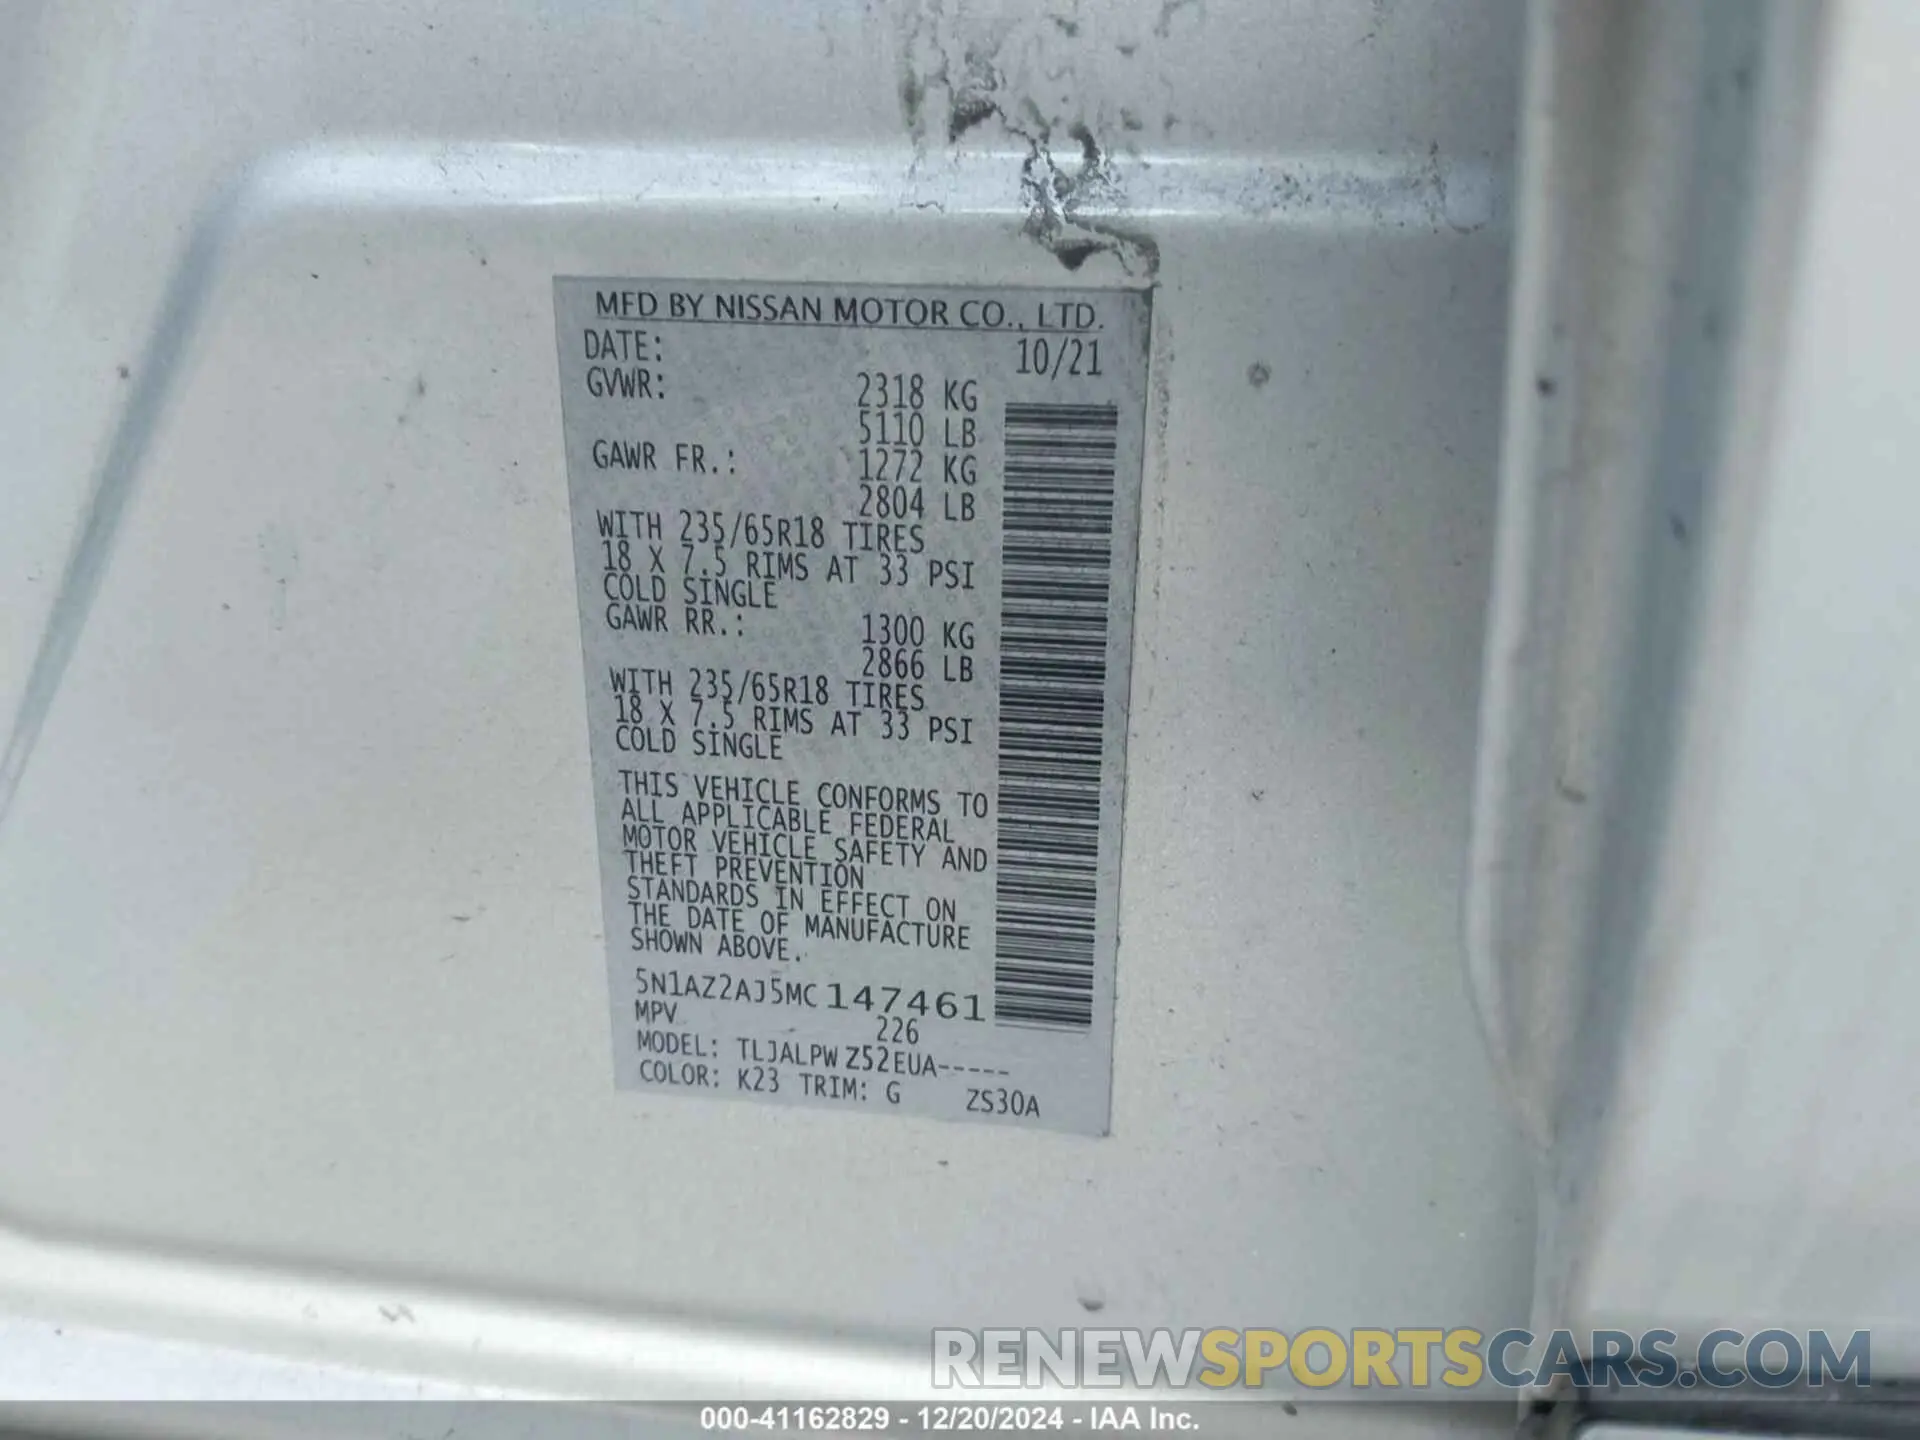 MFD BY NISSAN MOTOR CO., LTD.
DATE: 10/21
GVWR: 2318 KG
5110 LB
GAWR FR.: 1272 KG
2804 LB
WITH 235/65R18 TIRES
18 X 7.5 RIMS AT 33 PSI
COLD SINGLE
GAWR RR.: 1300 KG
2866 LB
WITH 235/65R18 TIRES
18 X 7.5 RIMS AT 33 PSI
COLD SINGLE
THIS VEHICLE CONFORMS TO
ALL APPLICABLE FEDERAL
MOTOR VEHICLE SAFETY AND
THEFT PREVENTION
STANDARDS IN EFFECT ON
THE DATE OF MANUFACTURE
SHOWN ABOVE.
5N1AZ2AJ5MC147461
MPV 226
MODEL: TLJALPW Z52EUA-----
COLOR: K23 TRIM: G ZS30A
RENEWSPORTSCARS.COM
000-41162829 - 12/20/2024 - IAA Inc.